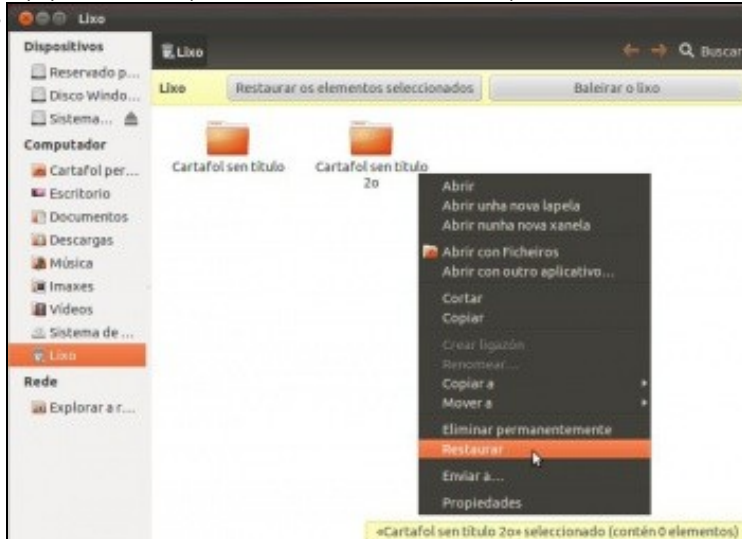 Lixo
Dispositivos
Reservado p...
Disco Windo...
Sistema...
Computador
Cartafol per...
Escritorio
Documentos
Descargas
Música
Imaxes
Vídeos
Sistema de ...
Lixo
Rede
Explorar a r...
Lixo
Buscar
Lixo
Restaurar os elementos seleccionados
Baleirar o lixo
Cartafol sen título
Cartafol sen título
2o
Abrir
Abrir unha nova lapela
Abrir nunha nova xanela
Abrir con Ficheiros
Abrir con outro aplicativo...
Cortar
Copiar
Crear ligazón
Renomear...
Copiar a
Mover a
Eliminar permanentemente
Restaurar
Enviar a...
Propiedades
«Cartafol sen título 2o» seleccionado (contén 0 elementos)